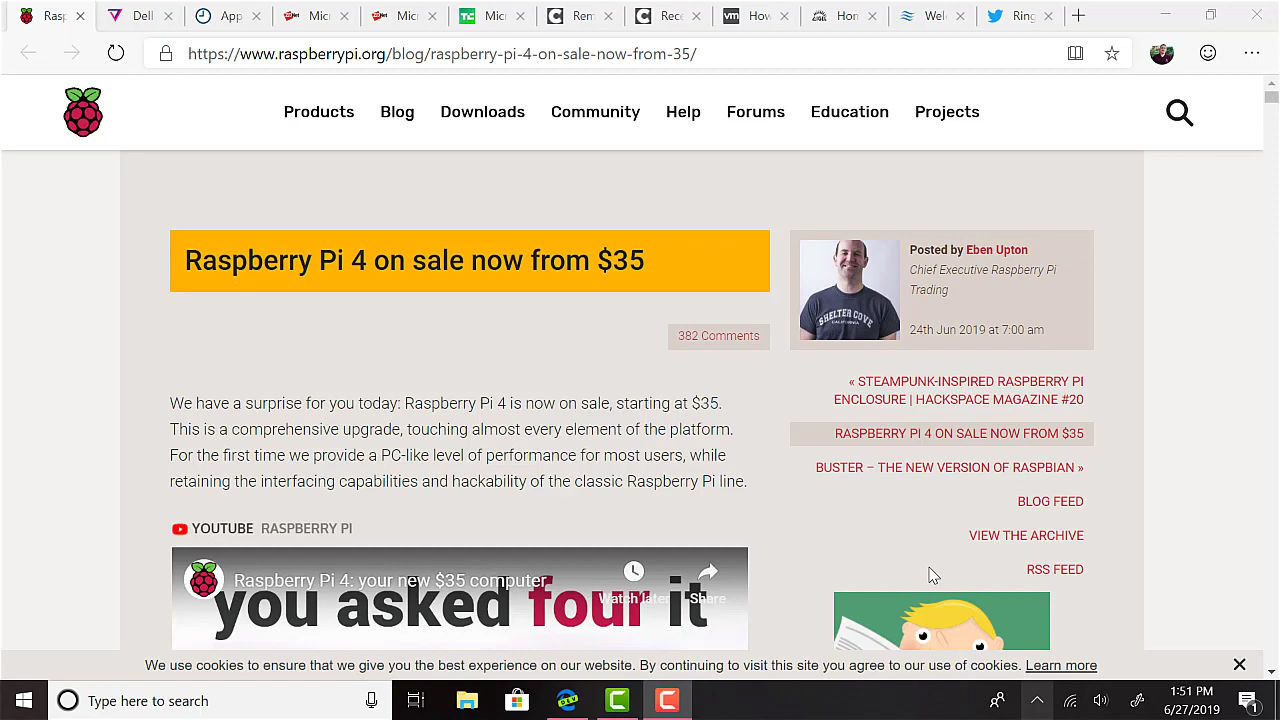 Rasp
Dell
App
Micr
Micr
Micr
Rem
Rece
How
Hon
Wel
Ring
https://www.raspberrypi.org/blog/raspberry-pi-4-on-sale-now-from-35/
Products Blog Downloads Community Help Forums Education Projects
Raspberry Pi 4 on sale now from $35
382 Comments
We have a surprise for you today: Raspberry Pi 4 is now on sale, starting at $35.
This is a comprehensive upgrade, touching almost every element of the platform.
For the first time we provide a PC-like level of performance for most users, while
retaining the interfacing capabilities and hackability of the classic Raspberry Pi line.
YOUTUBE RASPBERRY PI
Raspberry Pi 4: your new $35 computer
Watch later Share
you asked four it
SHELTER COVE
CALIFORNIA
Posted by Eben Upton
Chief Executive Raspberry Pi
Trading
24th Jun 2019 at 7:00 am
« STEAMPUNK-INSPIRED RASPBERRY PI
ENCLOSURE | HACKSPACE MAGAZINE #20
RASPBERRY PI 4 ON SALE NOW FROM $35
BUSTER – THE NEW VERSION OF RASPBIAN »
BLOG FEED
VIEW THE ARCHIVE
RSS FEED
We use cookies to ensure that we give you the best experience on our website. By continuing to visit this site you agree to our use of cookies. Learn more
Type here to search
DEV
1:51 PM
6/27/2019
1